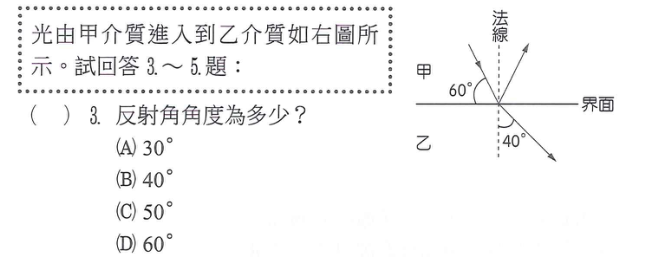 光由甲介質進入到乙介質如右圖所
示。試回答 3.～ 5.題：
(　) 3. 反射角角度為多少？
(A) 30°
(B) 40°
(C) 50°
(D) 60°
法線
甲
60°
界面
乙
40°